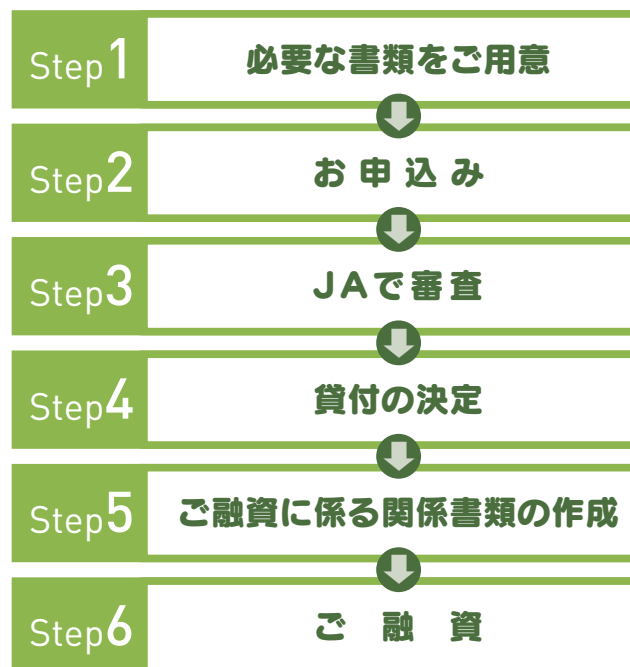 Step1 必要な書類をご用意
Step2 お申込み
Step3 JAで審査
Step4 貸付の決定
Step5 ご融資に係る関係書類の作成
Step6 ご融資